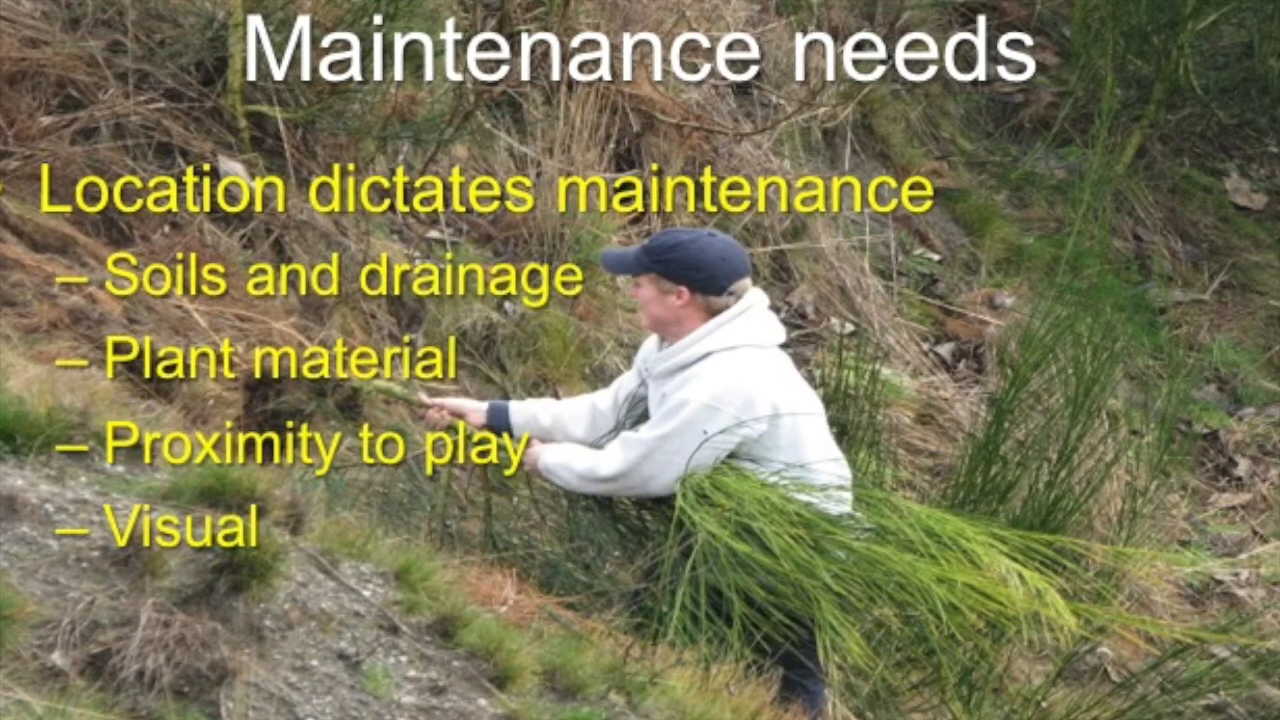 Maintenance needs
• Location dictates maintenance
– Soils and drainage
– Plant material
– Proximity to play
– Visual